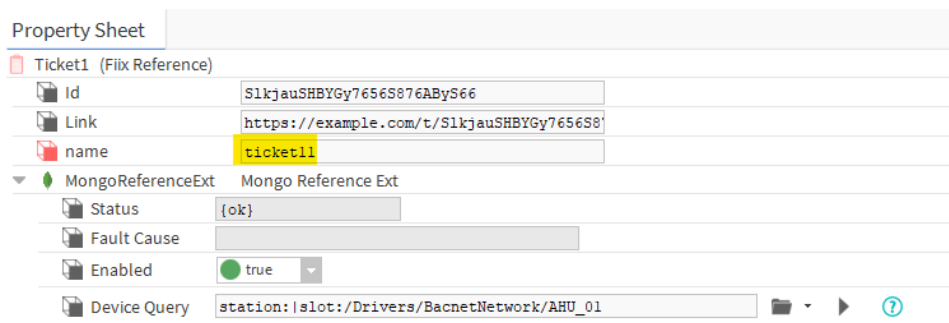 Property Sheet
Ticket1 (Fiix Reference)
Id SlkjauSHBYGy7656S876AByS66
Link https://example.com/t/SlkjauSHBYGy7656S8
name ticket11
MongoReferenceExt Mongo Reference Ext
Status {ok}
Fault Cause
Enabled true
Device Query station:|slot:/Drivers/BacnetNetwork/AHU_01 ?